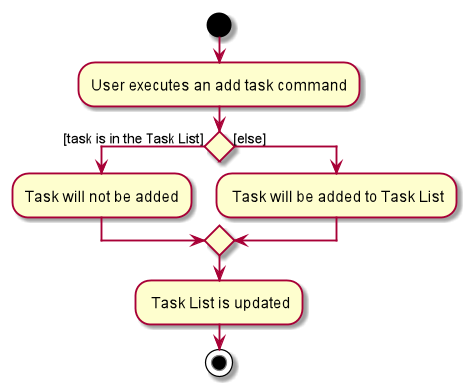 User executes an add task command
[task is in the Task List]
[else]
Task will not be added
Task will be added to Task List
Task List is updated